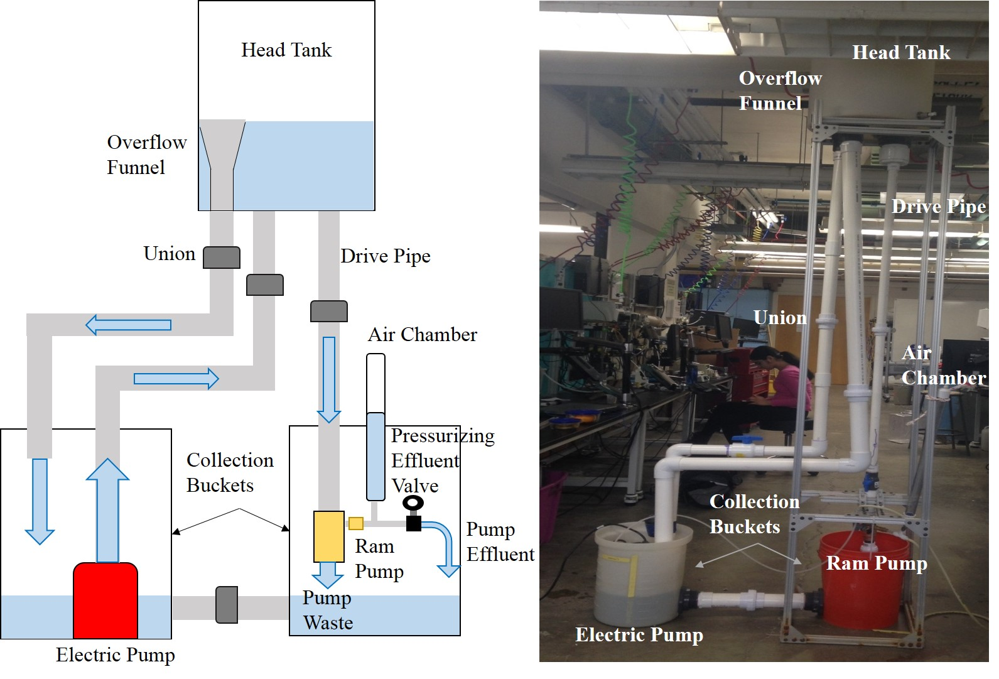 Head Tank
Overflow
Funnel
Union
Drive Pipe
Air Chamber
Pressurizing
Effluent
Valve
Collection
Buckets
Pump
Effluent
Ram
Pump
Pump
Waste
Electric Pump
Head Tank
Overflow
Funnel
Drive Pipe
Union
Air
Chamber
Collection
Buckets
Ram Pump
Electric Pump